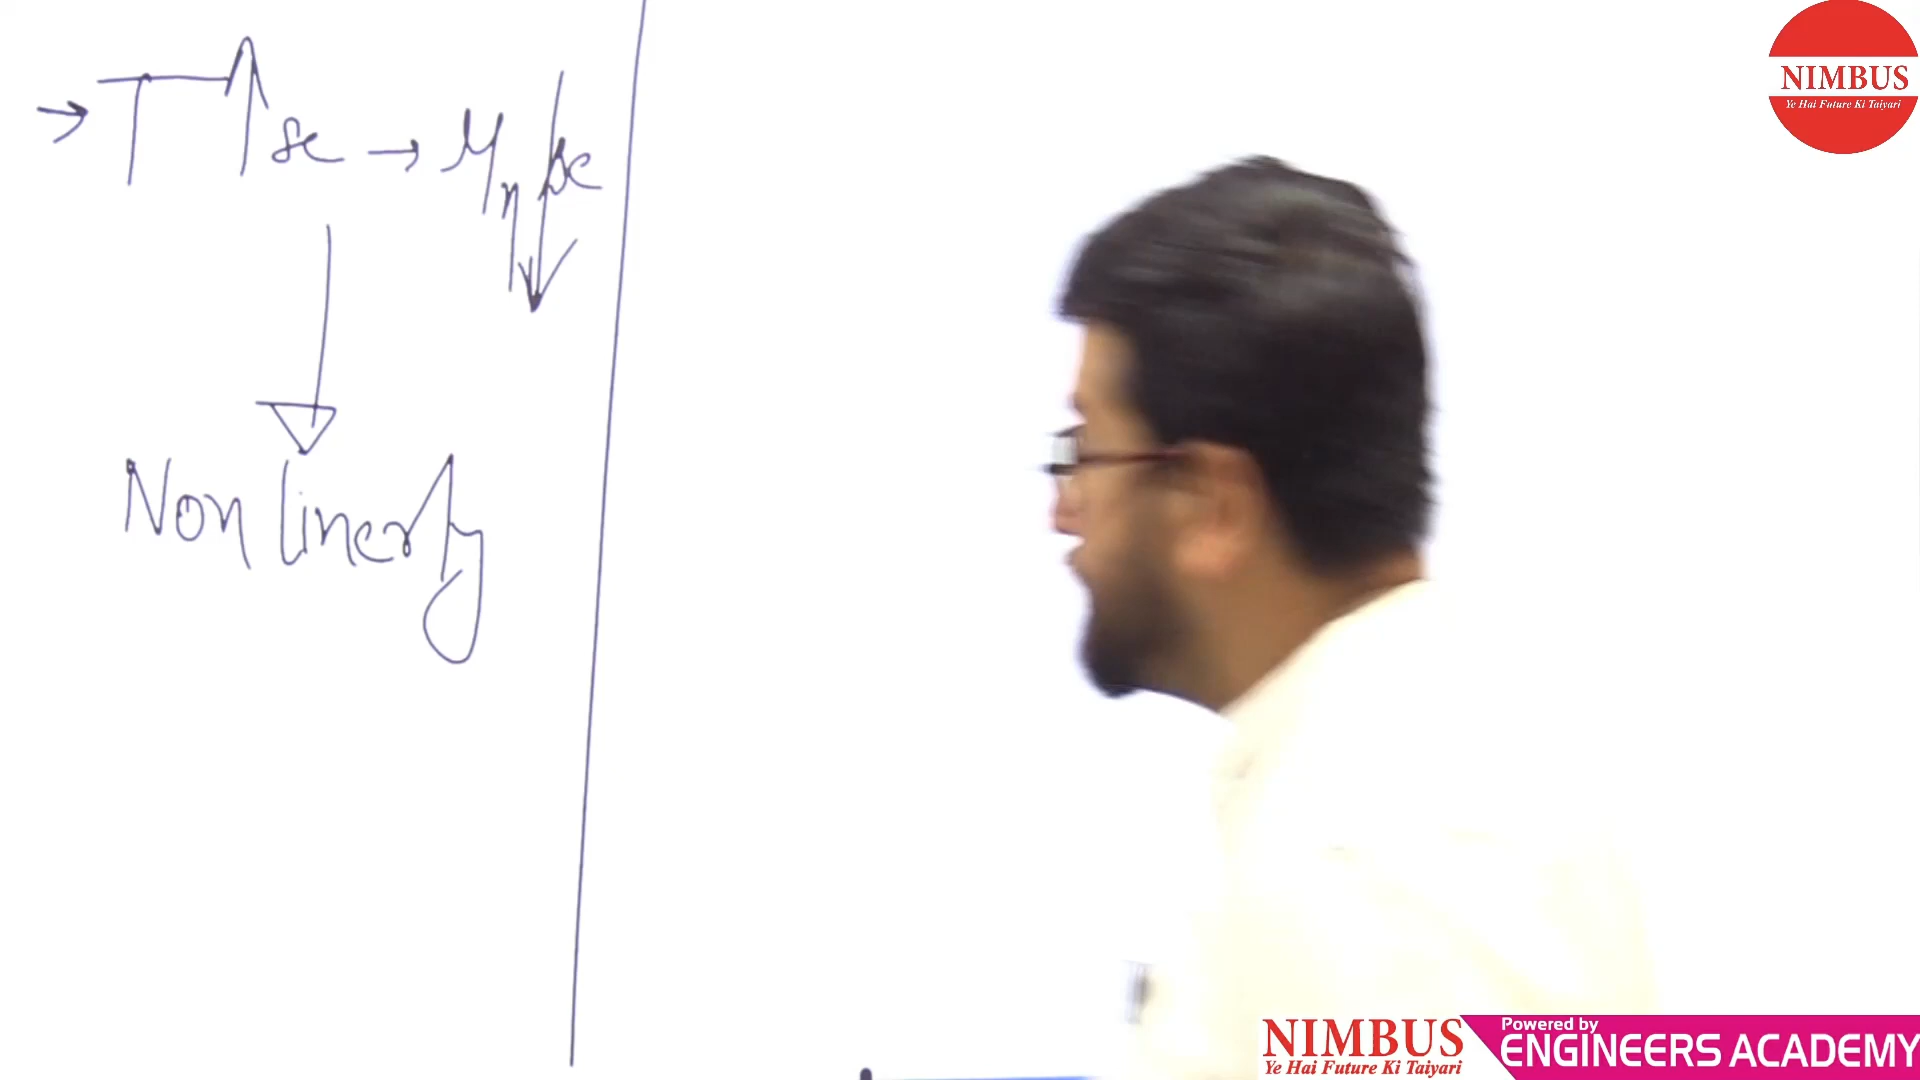 → T↑ se → μn ↓ se
Non linerty
NIMBUS
Ye Hai Future Ki Taiyari
NIMBUS
Ye Hai Future Ki Taiyari
Powered by
ENGINEERS ACADEMY